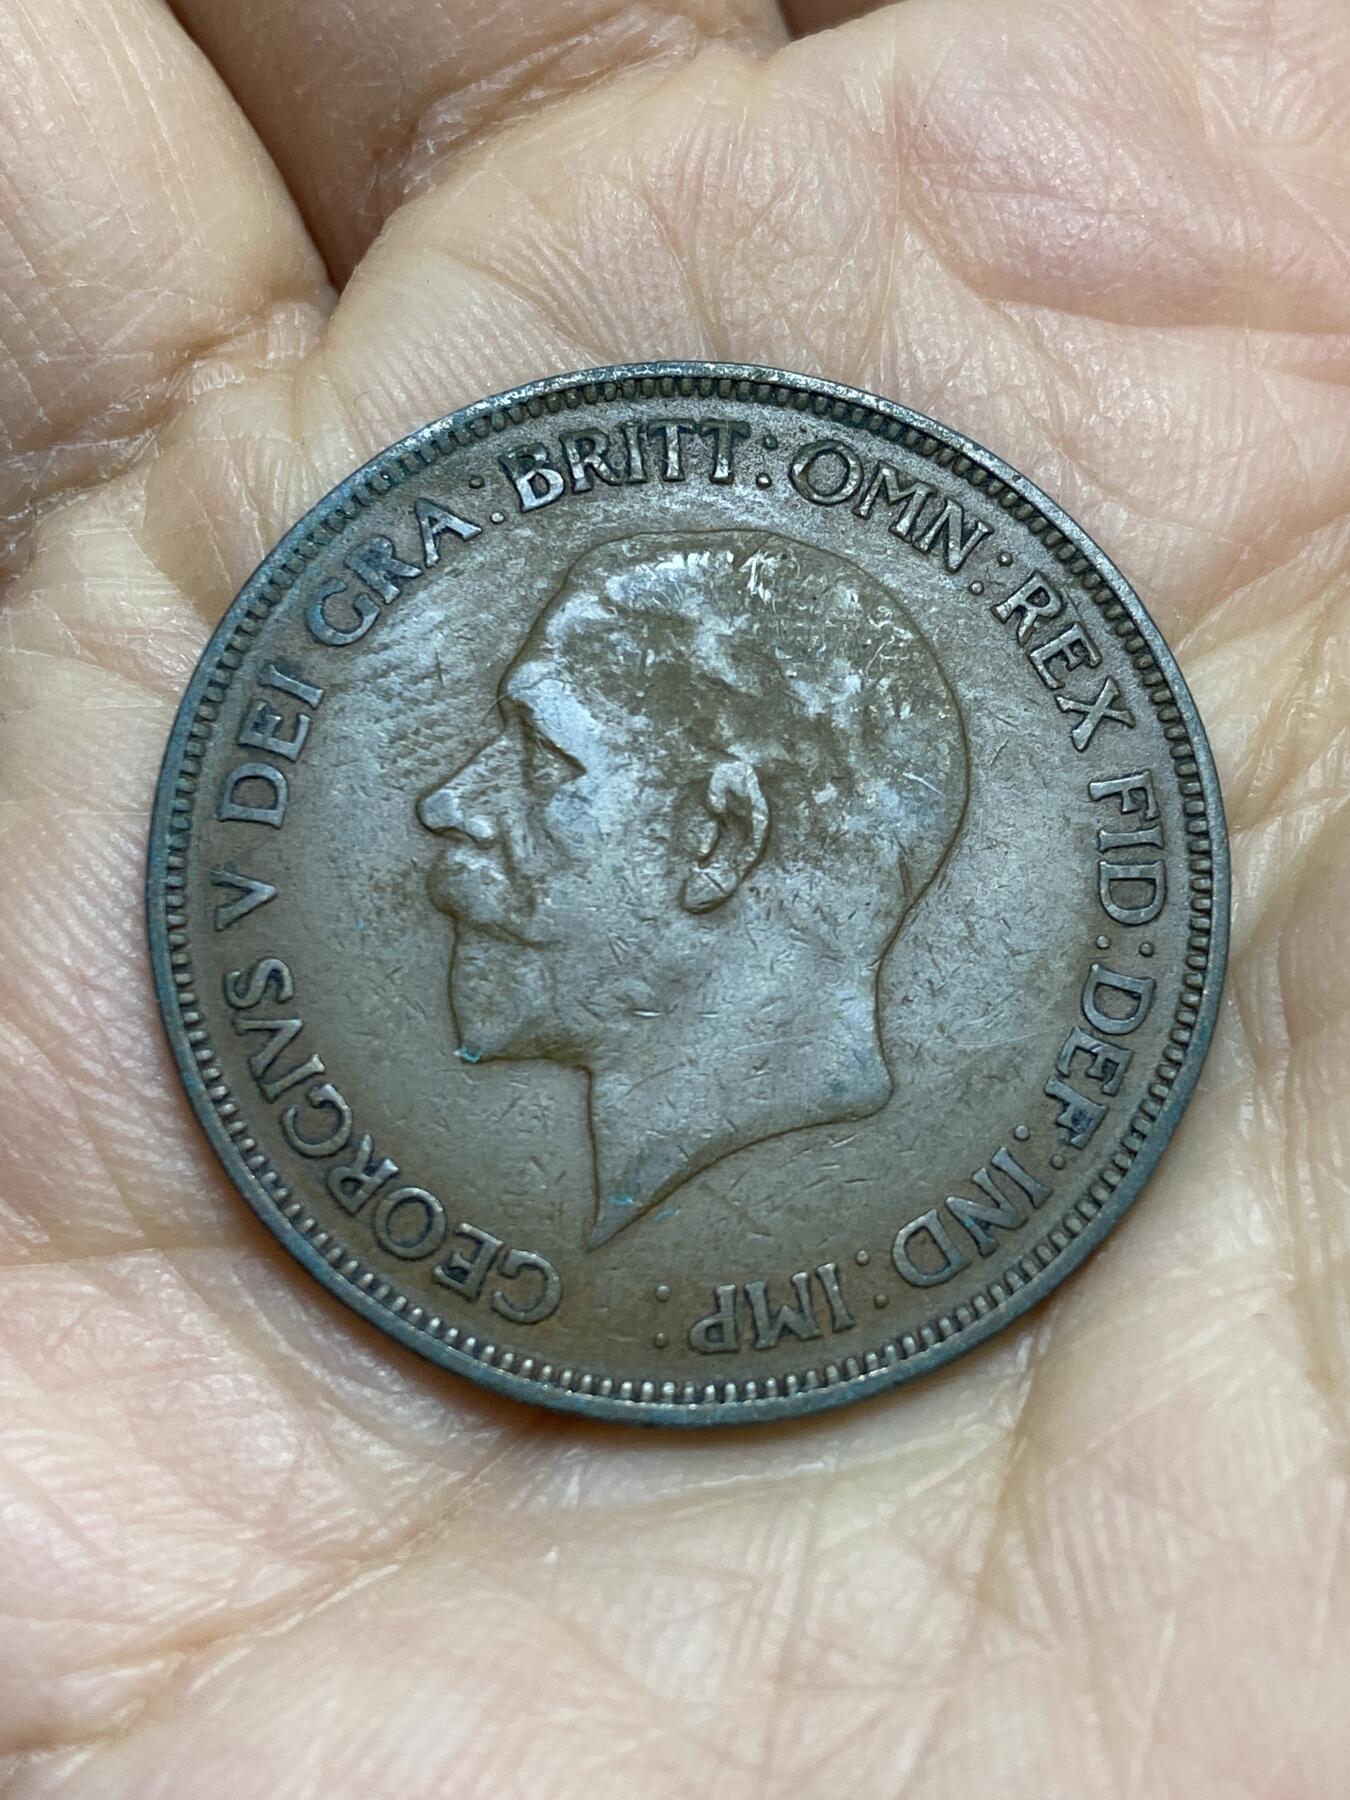 GEORGIVS V DEI GRA: BRITT: OMN: REX FID: DEF: IND: IMP: